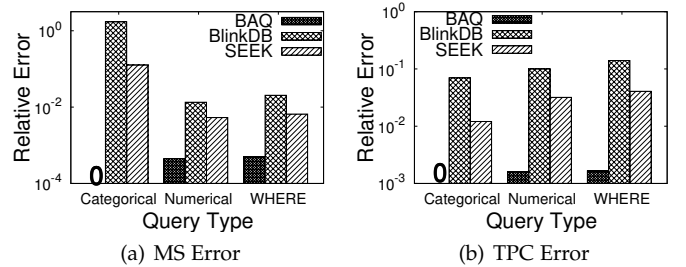 BAQ
BlinkDB
SEEK
Relative Error
10^0
10^-2
10^-4
0
Categorical Numerical WHERE
Query Type
(a) MS Error
BAQ
BlinkDB
SEEK
Relative Error
10^0
10^-1
10^-2
10^-3
0
Categorical Numerical WHERE
Query Type
(b) TPC Error